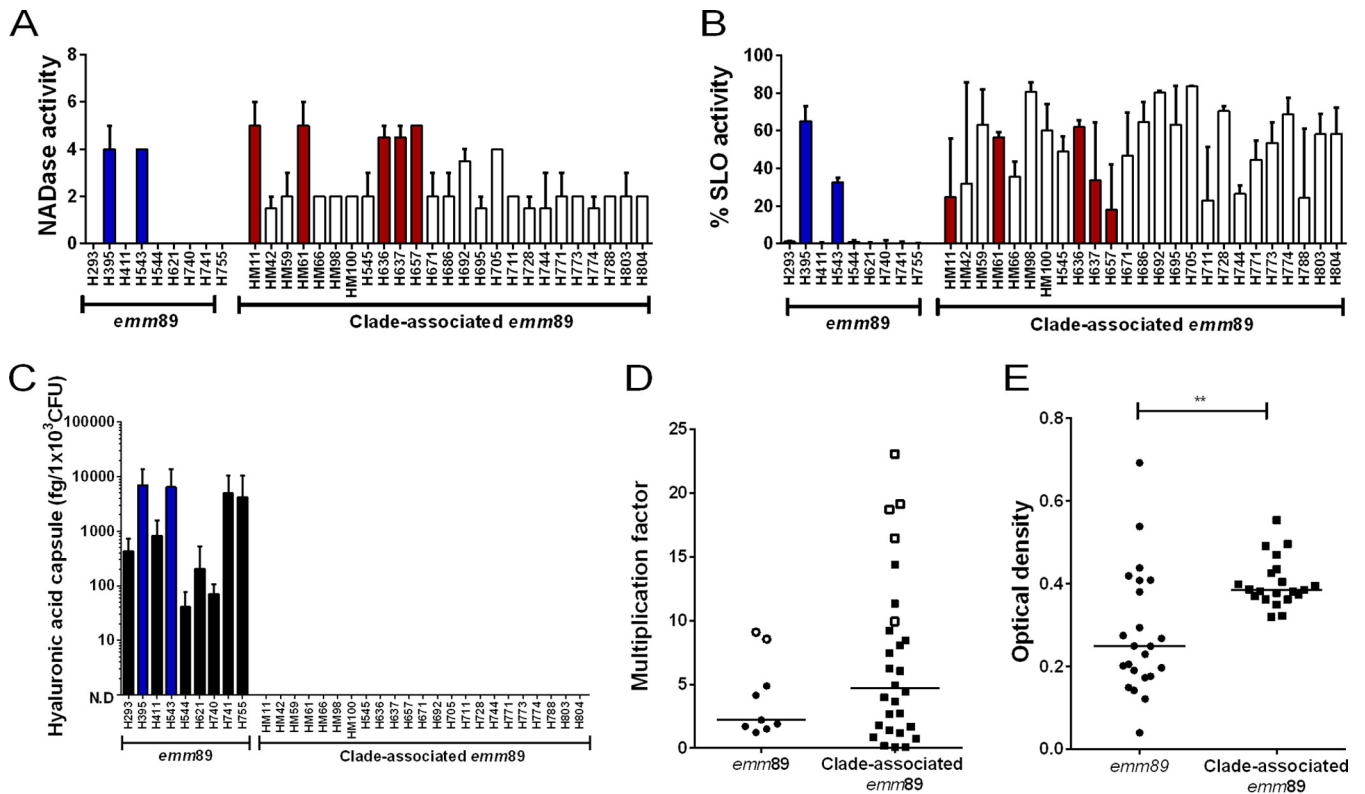 A
NADase activity
8
6
4
2
0
H293
H395
H411
H543
H544
H621
H740
H741
H755
HM11
HM42
HM59
HM61
HM66
HM98
HM100
H545
H636
H637
H657
H671
H686
H692
H695
H705
H711
H728
H744
H771
H773
H774
H788
H803
H804
emm89
Clade-associated emm89
B
% SLO activity
100
80
60
40
20
0
H293
H395
H411
H543
H544
H621
H740
H741
H755
HM11
HM42
HM59
HM61
HM66
HM98
HM100
H545
H636
H637
H657
H671
H686
H692
H695
H705
H711
H728
H744
H771
H773
H788
H774
H803
H804
emm89
Clade-associated emm89
C
Hyaluronic acid capsule (fg/1x10³CFU)
100000
10000
1000
100
10
N.D
H293
H395
H411
H543
H544
H621
H740
H741
H755
HM11
HM42
HM59
HM61
HM66
HM98
HM100
H545
H636
H637
H657
H671
H692
H705
H711
H728
H744
H771
H773
H774
H788
H803
H804
emm89
Clade-associated emm89
D
Multiplication factor
25
20
15
10
5
0
emm89
Clade-associated
emm89
E
Optical density
0.8
0.6
0.4
0.2
0.0
**
emm89
Clade-associated
emm89